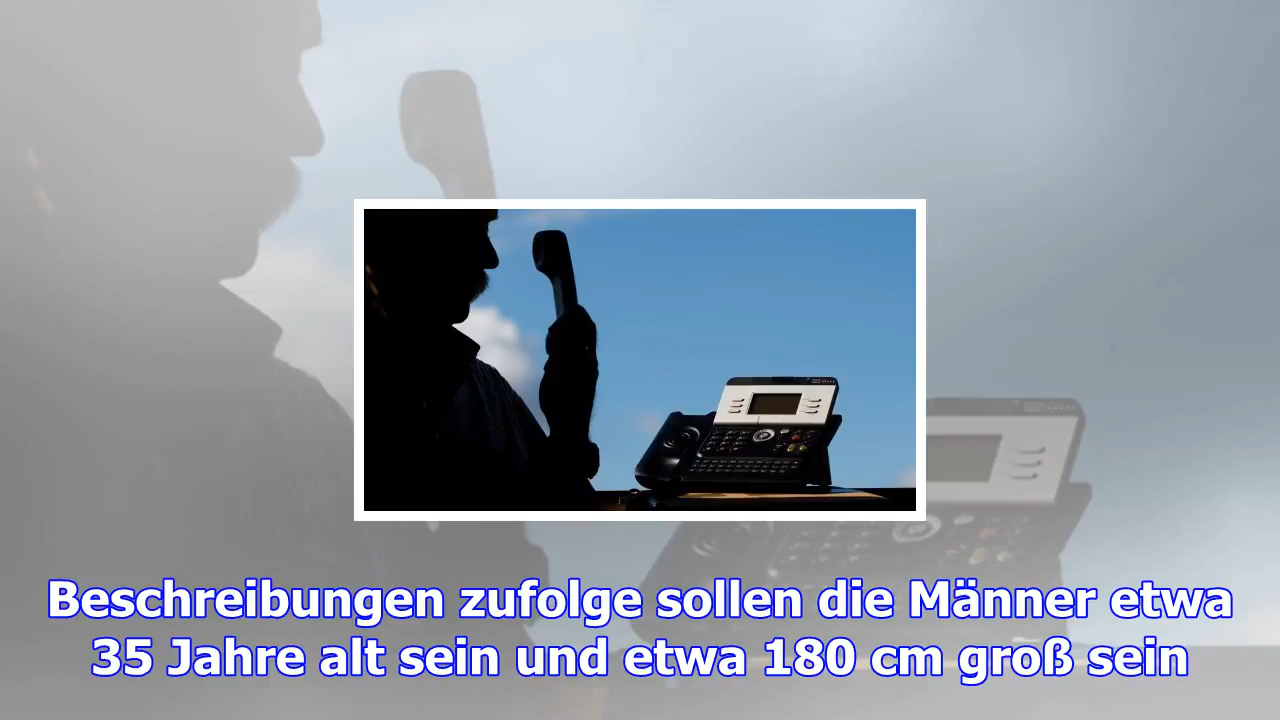 Beschreibungen zufolge sollen die Männer etwa
35 Jahre alt sein und etwa 180 cm groß sein